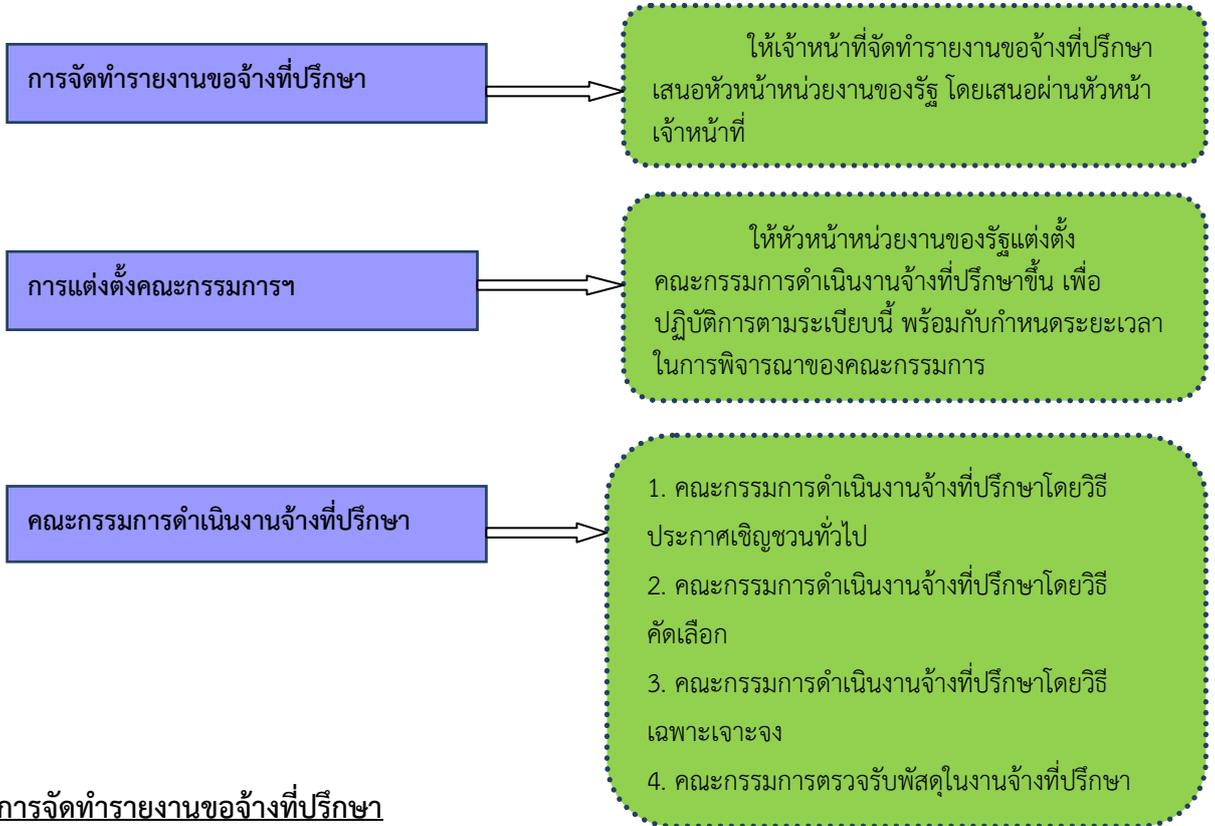 การจัดทำรายงานขอจ้างที่ปรึกษา
ให้เจ้าหน้าที่จัดทำรายงานขอจ้างที่ปรึกษา
เสนอหัวหน้าหน่วยงานของรัฐ โดยเสนอผ่านหัวหน้า
เจ้าหน้าที่
การแต่งตั้งคณะกรรมการฯ
ให้หัวหน้าหน่วยงานของรัฐแต่งตั้ง
คณะกรรมการดำเนินงานจ้างที่ปรึกษาขึ้น เพื่อ
ปฏิบัติการตามระเบียบนี้ พร้อมกับกำหนดระยะเวลา
ในการพิจารณาของคณะกรรมการ
คณะกรรมการดำเนินงานจ้างที่ปรึกษา
1. คณะกรรมการดำเนินงานจ้างที่ปรึกษาโดยวิธี
ประกาศเชิญชวนทั่วไป
2. คณะกรรมการดำเนินงานจ้างที่ปรึกษาโดยวิธี
คัดเลือก
3. คณะกรรมการดำเนินงานจ้างที่ปรึกษาโดยวิธี
เฉพาะเจาะจง
4. คณะกรรมการตรวจรับพัสดุในงานจ้างที่ปรึกษา
การจัดทำรายงานขอจ้างที่ปรึกษา